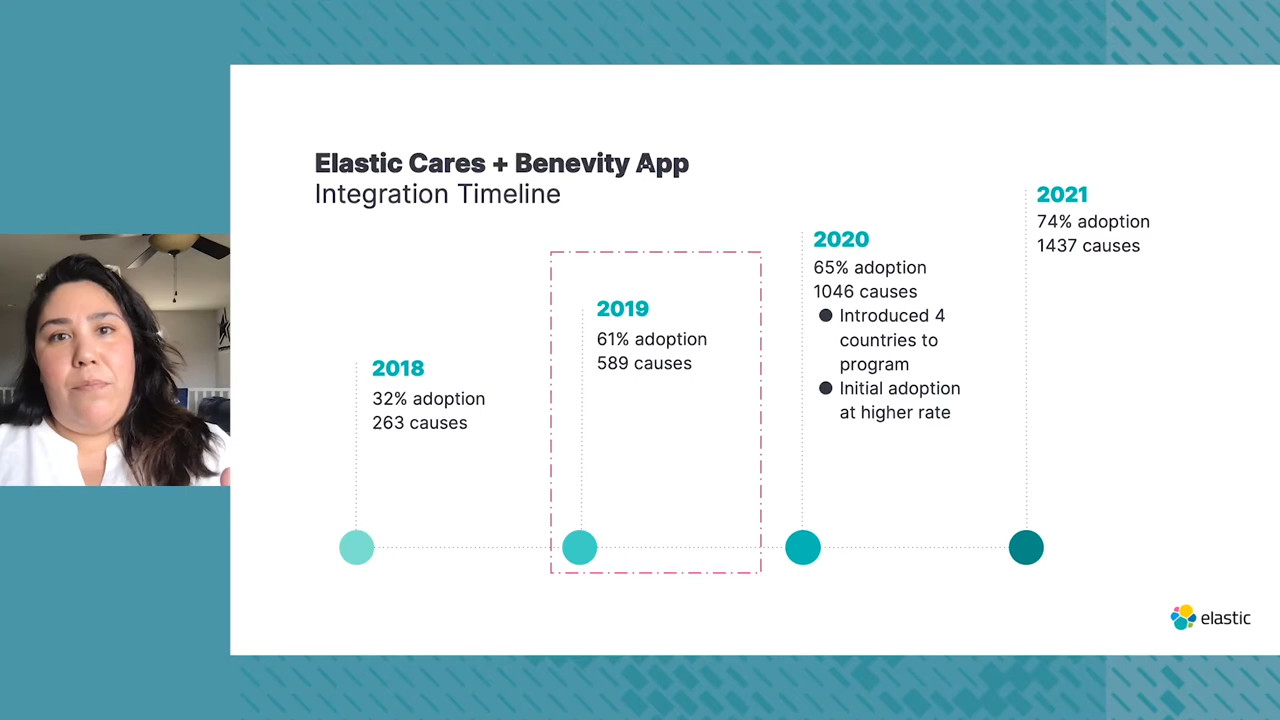 Elastic Cares + Benevity App
Integration Timeline
2018
32% adoption
263 causes
2019
61% adoption
589 causes
2020
65% adoption
1046 causes
● Introduced 4
countries to
program
● Initial adoption
at higher rate
2021
74% adoption
1437 causes
elastic